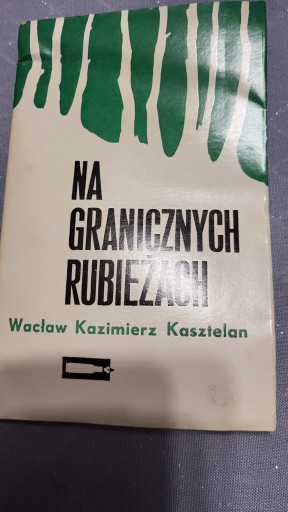 NA
GRANICZNYCH
RUBIEŻACH
Wacław Kazimierz Kasztelan